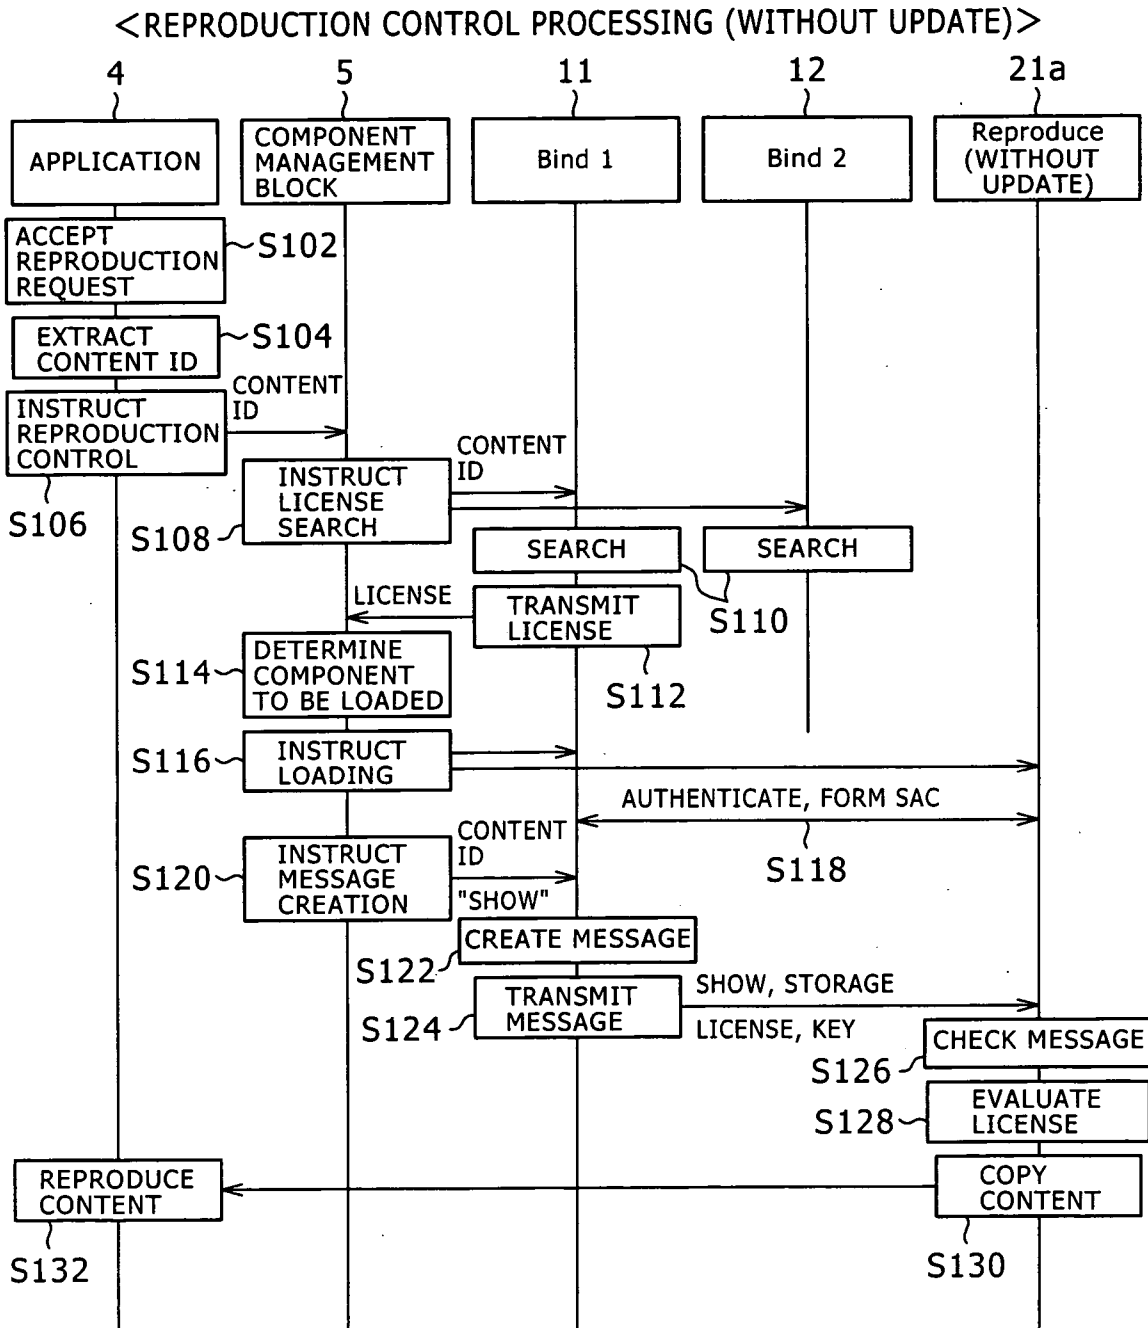 <REPRODUCTION CONTROL PROCESSING (WITHOUT UPDATE)>
4
5
11
12
21a
APPLICATION
COMPONENT
MANAGEMENT
BLOCK
Bind 1
Bind 2
Reproduce
(WITHOUT
UPDATE)
ACCEPT
REPRODUCTION
REQUEST
S102
EXTRACT
CONTENT ID
S104
INSTRUCT
REPRODUCTION
CONTROL
S106
CONTENT
ID
INSTRUCT
LICENSE
SEARCH
S108
CONTENT
ID
SEARCH
SEARCH
S110
LICENSE
TRANSMIT
LICENSE
S112
S114
DETERMINE
COMPONENT
TO BE LOADED
S116
INSTRUCT
LOADING
AUTHENTICATE, FORM SAC
S118
S120
INSTRUCT
MESSAGE
CREATION
CONTENT
ID
"SHOW"
CREATE MESSAGE
S122
S124
TRANSMIT
MESSAGE
SHOW, STORAGE
LICENSE, KEY
CHECK MESSAGE
S126
EVALUATE
LICENSE
S128
COPY
CONTENT
S130
REPRODUCE
CONTENT
S132